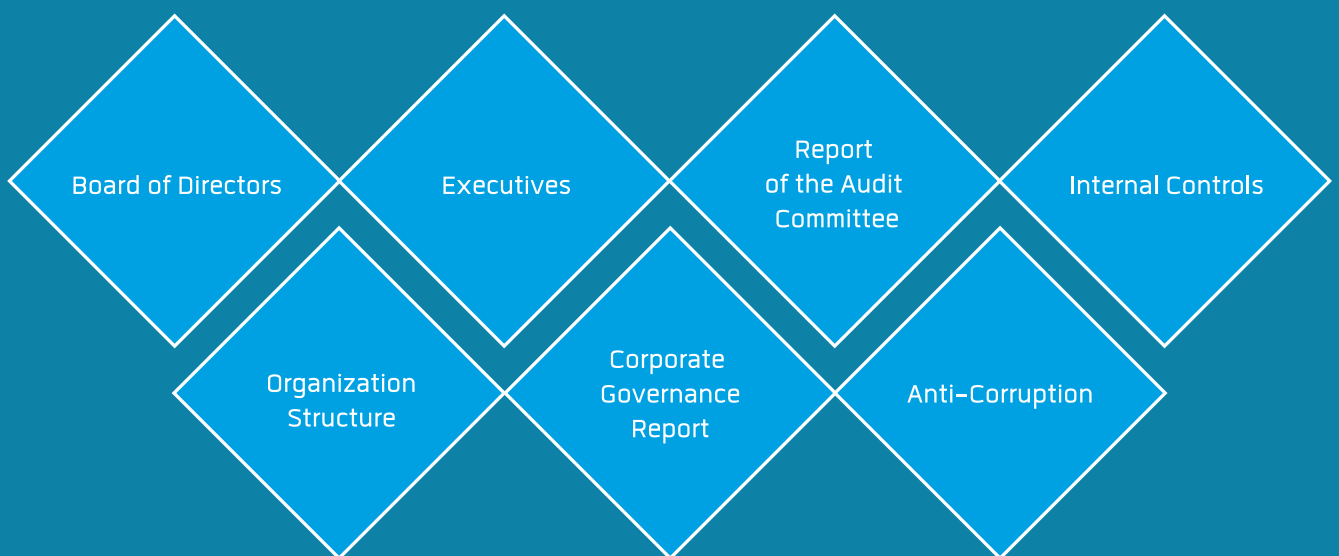 Board of Directors
Executives
Report
of the Audit
Committee
Internal Controls
Organization
Structure
Corporate
Governance
Report
Anti-Corruption